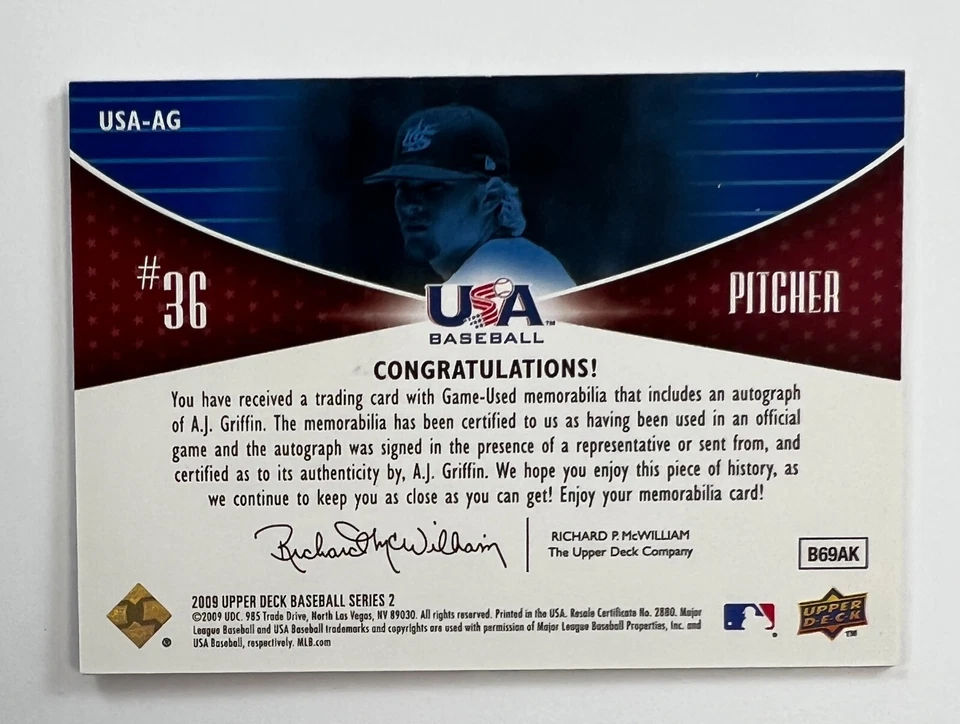 USA-AG
#36
PITCHER
USA™
BASEBALL
CONGRATULATIONS!
You have received a trading card with Game-Used memorabilia that includes an autograph
of A.J. Griffin. The memorabilia has been certified to us as having been used in an official
game and the autograph was signed in the presence of a representative or sent from, and
certified as to its authenticity by, A.J. Griffin. We hope you enjoy this piece of history, as
we continue to keep you as close as you can get! Enjoy your memorabilia card!
Richard McWilliam
RICHARD P. McWILLIAM
The Upper Deck Company
B69AK
2009 UPPER DECK BASEBALL SERIES 2
©2009 UDC. 985 Trade Drive, North Las Vegas, NV 89030. All rights reserved. Printed in the USA. Resale Certificate No. 2880. Major
League Baseball and USA Baseball trademarks and copyrights are used with permission of Major League Baseball Properties, Inc. and
USA Baseball, respectively. MLB.com
UPPER
DECK
™